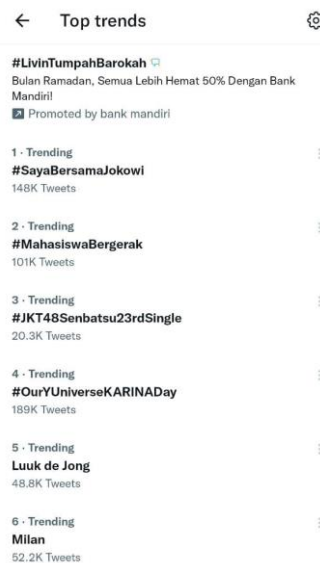 Top trends
#LivinTumpahBarokah
Bulan Ramadan, Semua Lebih Hemat 50% Dengan Bank
Mandiri!
Promoted by bank mandiri
1 · Trending
#SayaBersamaJokowi
148K Tweets
2 · Trending
#MahasiswaBergerak
101K Tweets
3 · Trending
#JKT48Senbatsu23rdSingle
20.3K Tweets
4 · Trending
#OurYUniverseKARINADay
189K Tweets
5 · Trending
Luuk de Jong
48.8K Tweets
6 · Trending
Milan
52.2K Tweets